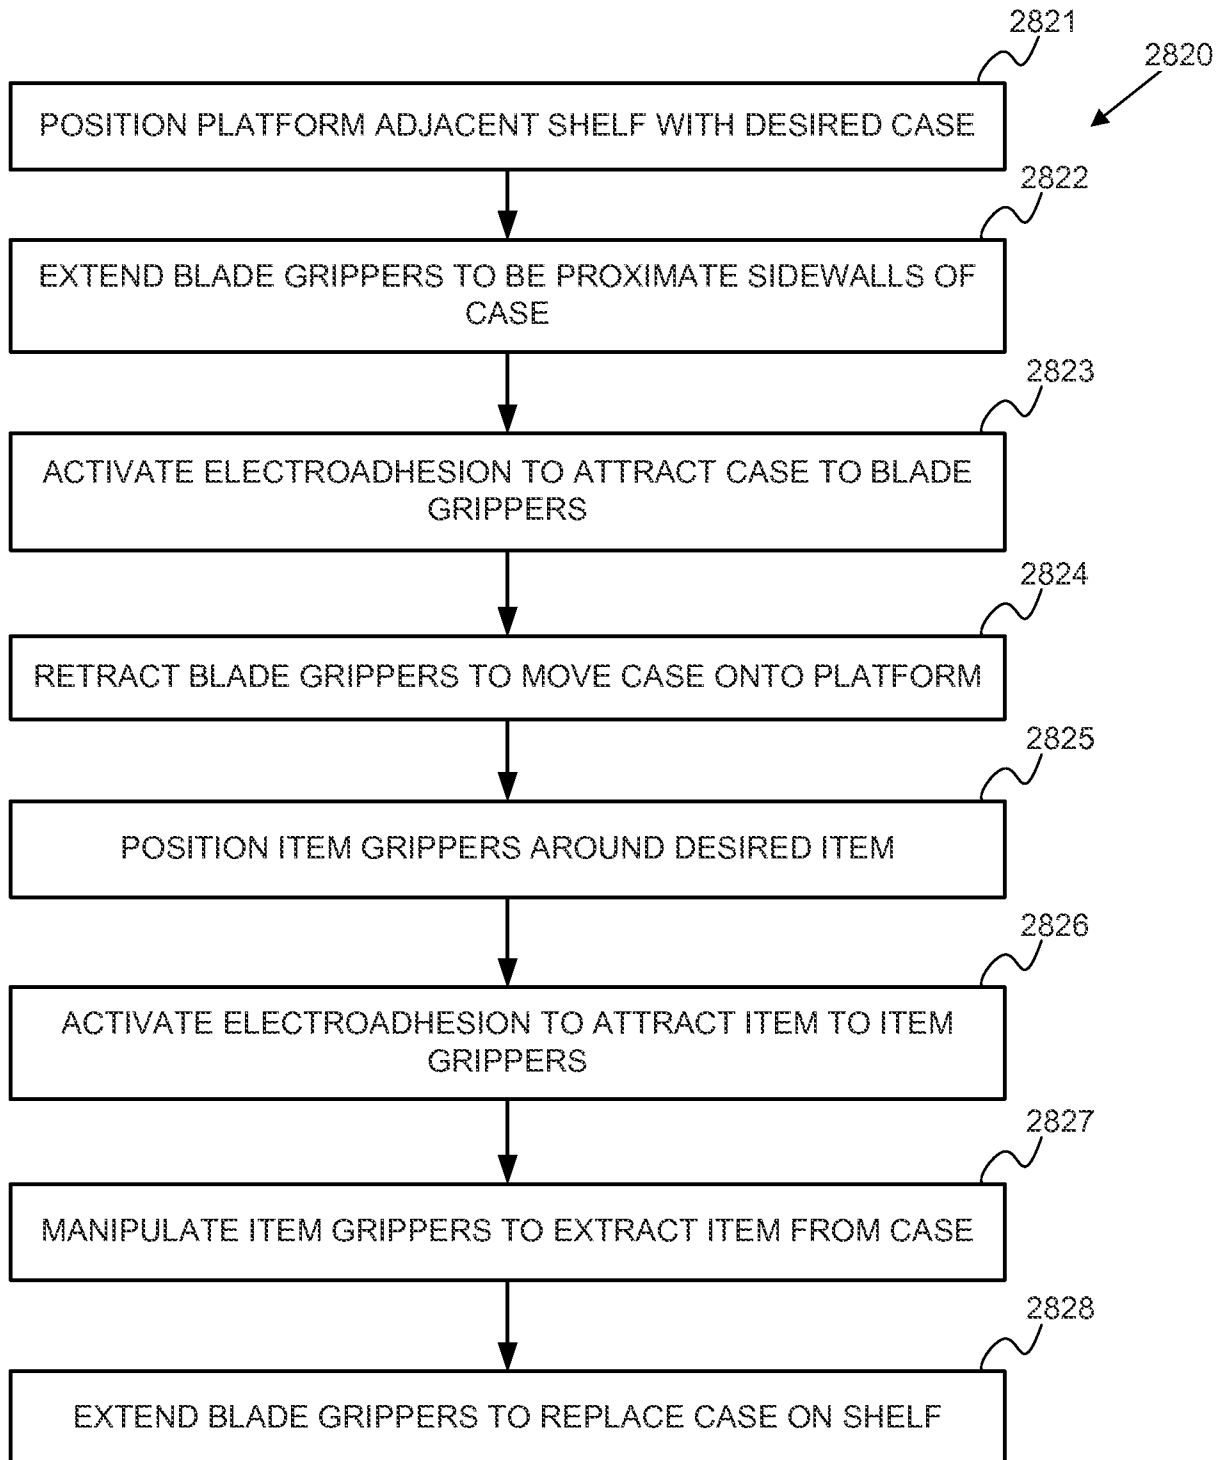 2821
2820
POSITION PLATFORM ADJACENT SHELF WITH DESIRED CASE
2822
EXTEND BLADE GRIPPERS TO BE PROXIMATE SIDEWALLS OF
CASE
2823
ACTIVATE ELECTROADHESION TO ATTRACT CASE TO BLADE
GRIPPERS
2824
RETRACT BLADE GRIPPERS TO MOVE CASE ONTO PLATFORM
2825
POSITION ITEM GRIPPERS AROUND DESIRED ITEM
2826
ACTIVATE ELECTROADHESION TO ATTRACT ITEM TO ITEM
GRIPPERS
2827
MANIPULATE ITEM GRIPPERS TO EXTRACT ITEM FROM CASE
2828
EXTEND BLADE GRIPPERS TO REPLACE CASE ON SHELF